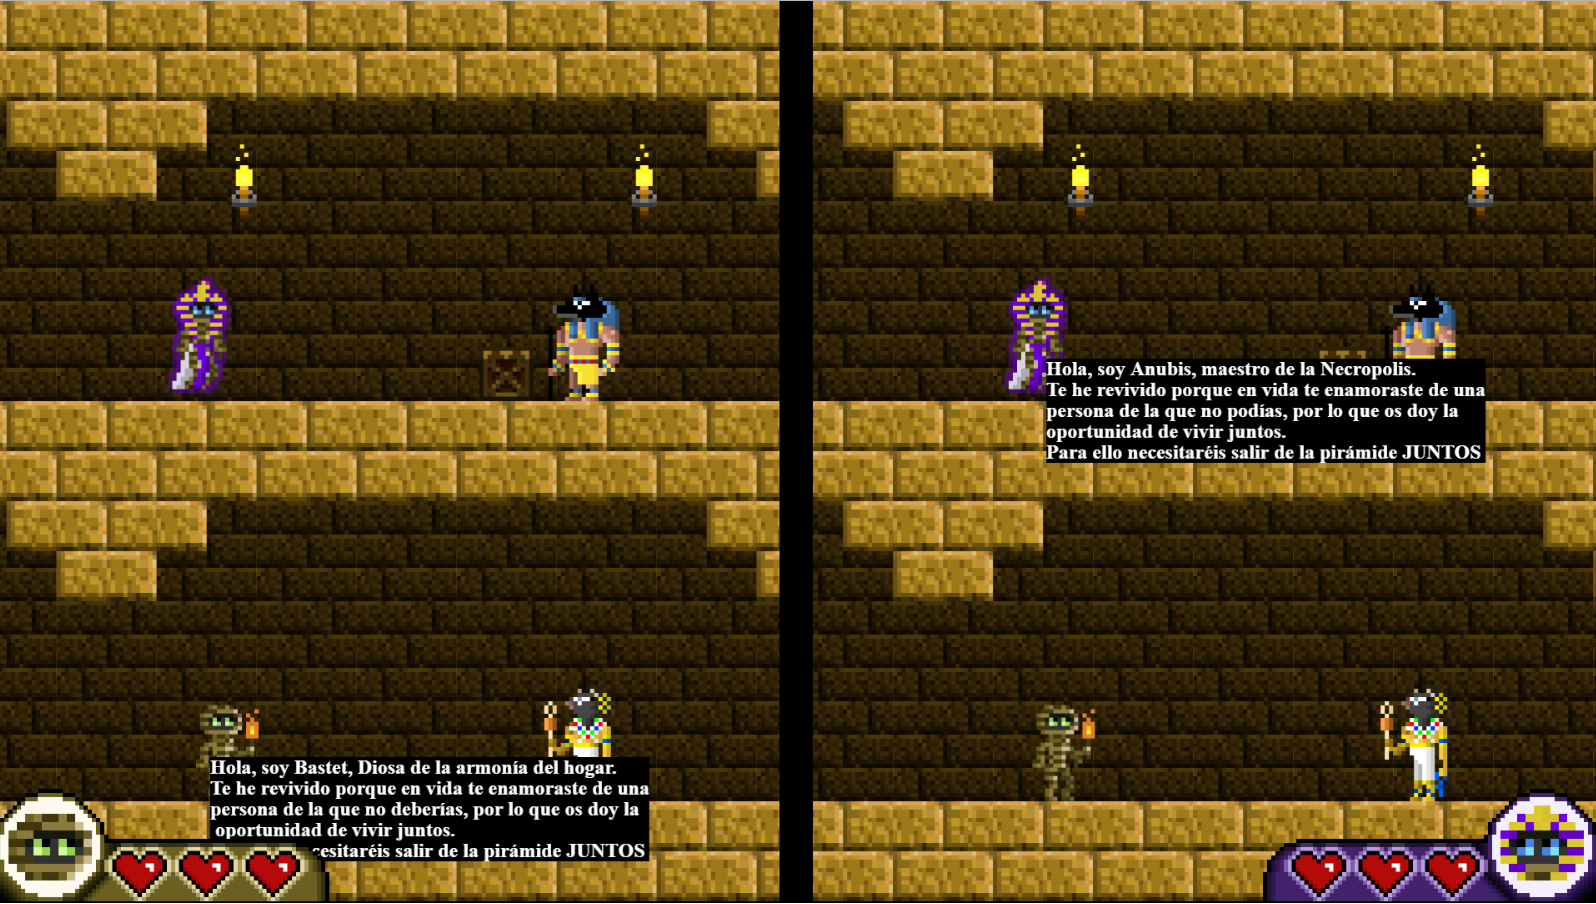 Hola, soy Anubis, maestro de la Necropolis.
Te he revivido porque en vida te enamoraste de una
persona de la que no podías, por lo que os doy la
oportunidad de vivir juntos.
Para ello necesitaréis salir de la pirámide JUNTOS
Hola, soy Bastet, Diosa de la armonía del hogar.
Te he revivido porque en vida te enamoraste de una
persona de la que no deberías, por lo que os doy la
oportunidad de vivir juntos.
cesitaréis salir de la pirámide JUNTOS